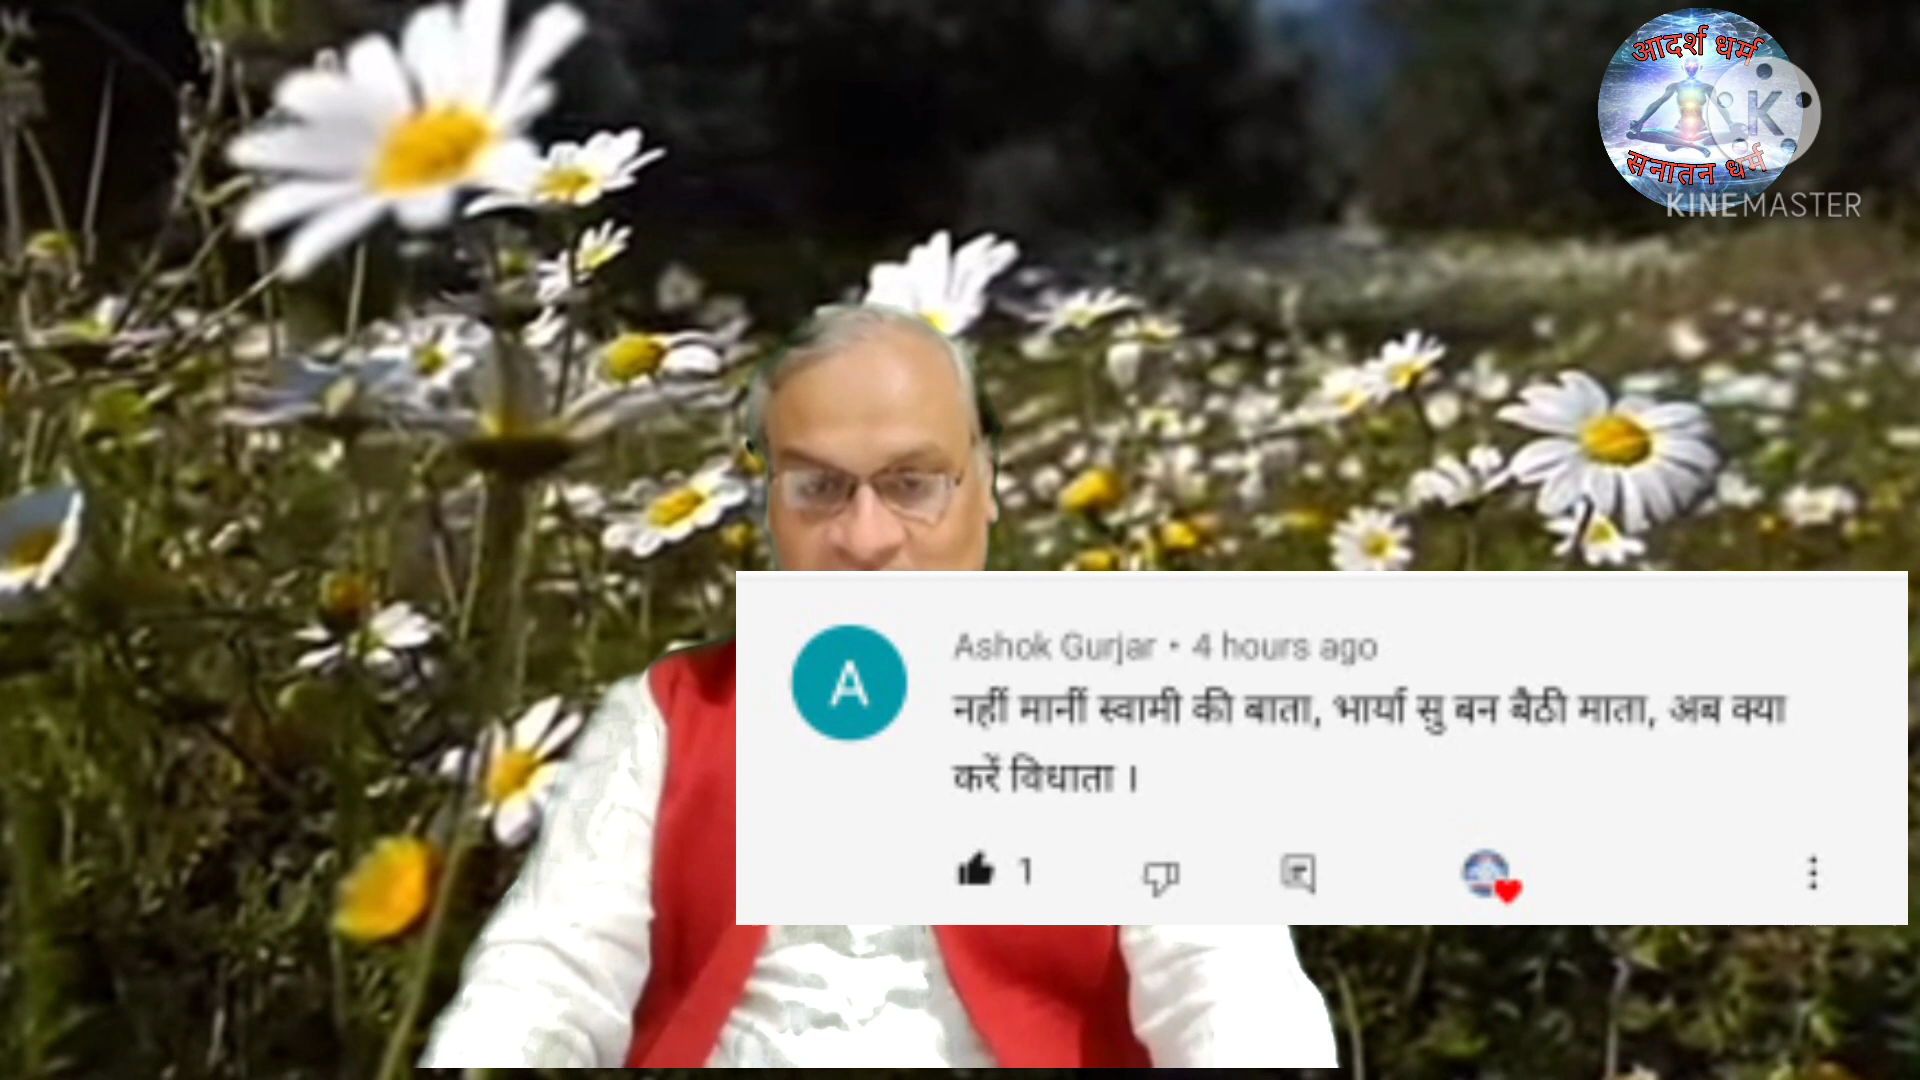 आदर्श धर्म
K
सनातन धर्म
KINEMASTER
A
Ashok Gurjar • 4 hours ago
नहीं मानीं स्वामी की बाता, भार्या सु बन बैठी माता, अब क्या
करें विधाता ।
1